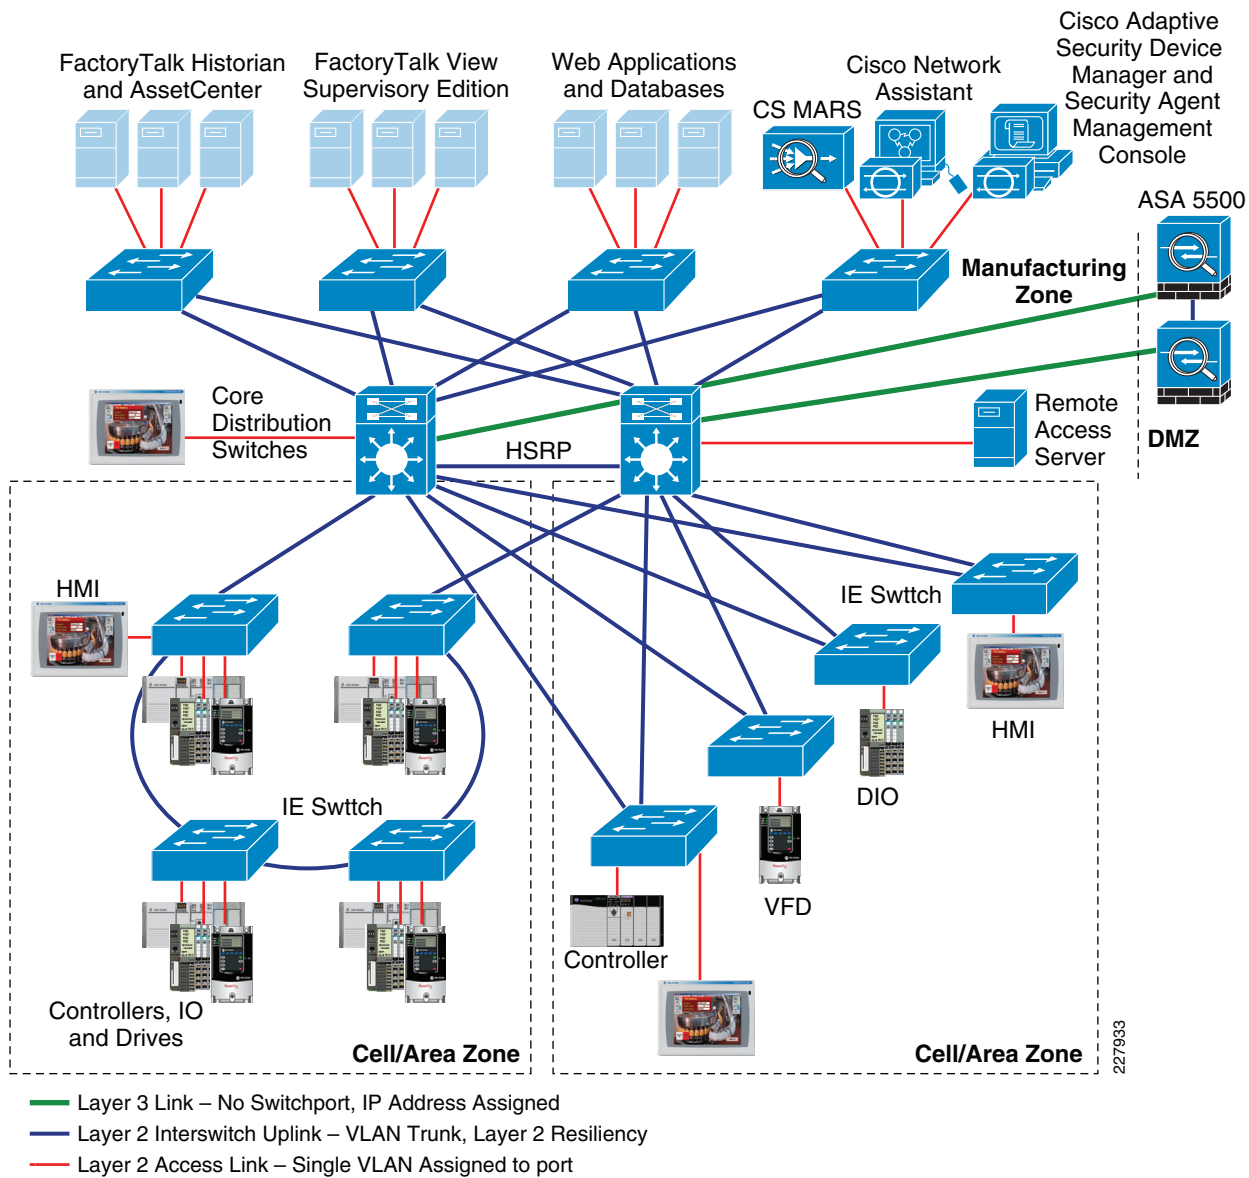 FactoryTalk Historian
and AssetCenter
FactoryTalk View
Supervisory Edition
Web Applications
and Databases
CS MARS
Cisco Network
Assistant
Cisco Adaptive
Security Device
Manager and
Security Agent
Management
Console
ASA 5500
Manufacturing
Zone
Core
Distribution
Switches
HSRP
Remote
Access
Server
DMZ
HMI
IE Swttch
HMI
DIO
IE Swttch
VFD
Controller
Controllers, IO
and Drives
Cell/Area Zone
Cell/Area Zone
227933
Layer 3 Link – No Switchport, IP Address Assigned
Layer 2 Interswitch Uplink – VLAN Trunk, Layer 2 Resiliency
Layer 2 Access Link – Single VLAN Assigned to port